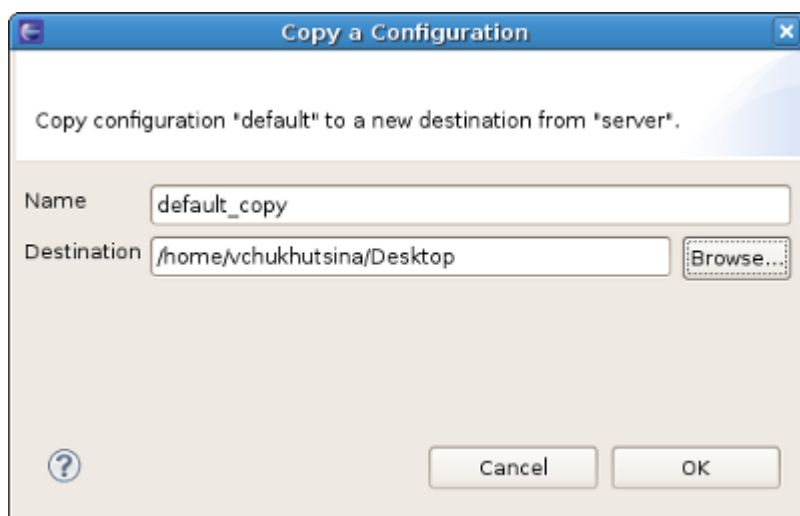 Copy a Configuration
Copy configuration "default" to a new destination from "server".
Name
default_copy
Destination
/home/vchukhutsina/Desktop
Browse...
Cancel
OK